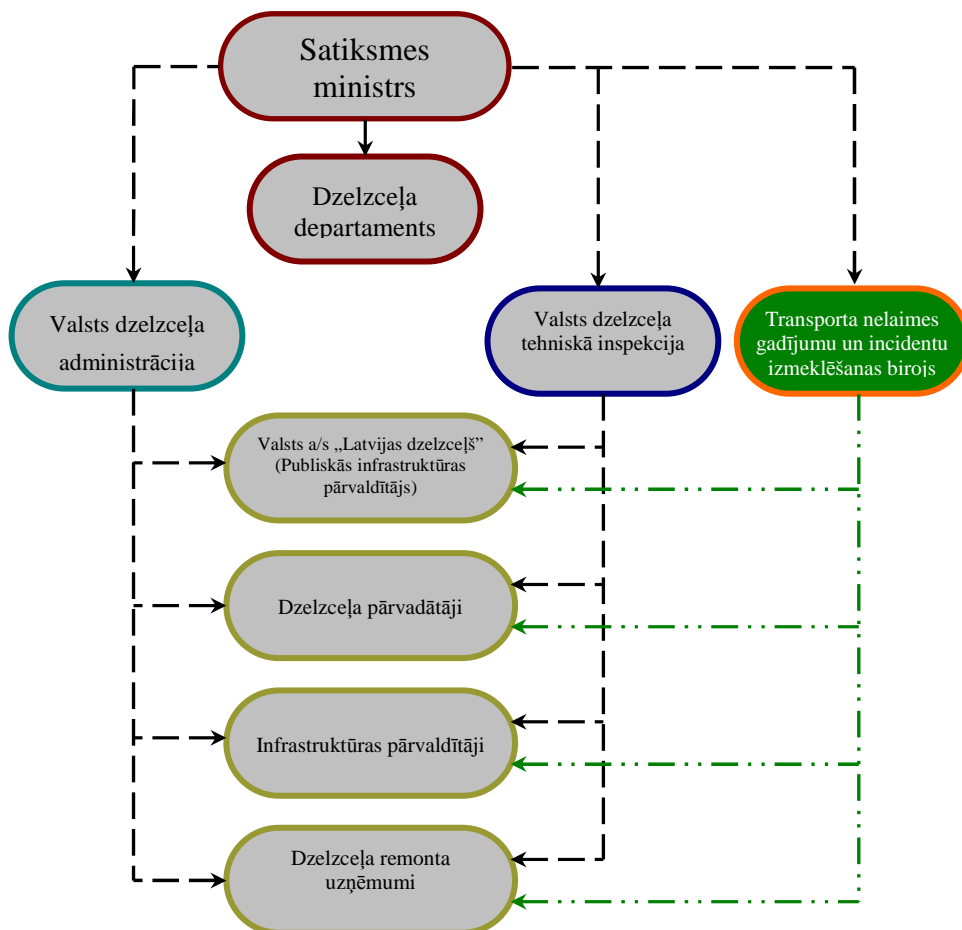 Satiksmes
ministrs
Dzelzceļa
departaments
Valsts dzelzceļa
administrācija
Valsts dzelzceļa
tehniskā inspekcija
Transporta nelaimes
gadījumu un incidentu
izmeklēšanas birojs
Valsts a/s „Latvijas dzelzceļš”
(Publiskās infrastruktūras
pārvaldītājs)
Dzelzceļa pārvadātāji
Infrastruktūras pārvaldītāji
Dzelzceļa remonta
uzņēmumi